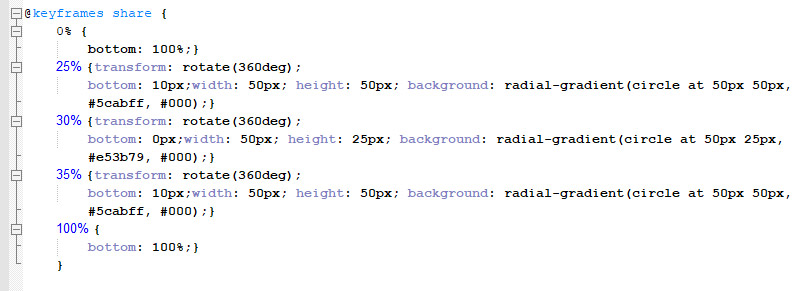 @keyframes share {
0% {
bottom: 100%;}
25% {transform: rotate(360deg);
bottom: 10px;width: 50px; height: 50px; background: radial-gradient(circle at 50px 50px,
#5cabff, #000);}
30% {transform: rotate(360deg);
bottom: 0px;width: 50px; height: 25px; background: radial-gradient(circle at 50px 25px,
#e53b79, #000);}
35% {transform: rotate(360deg);
bottom: 10px;width: 50px; height: 50px; background: radial-gradient(circle at 50px 50px,
#5cabff, #000);}
100% {
bottom: 100%;}
}